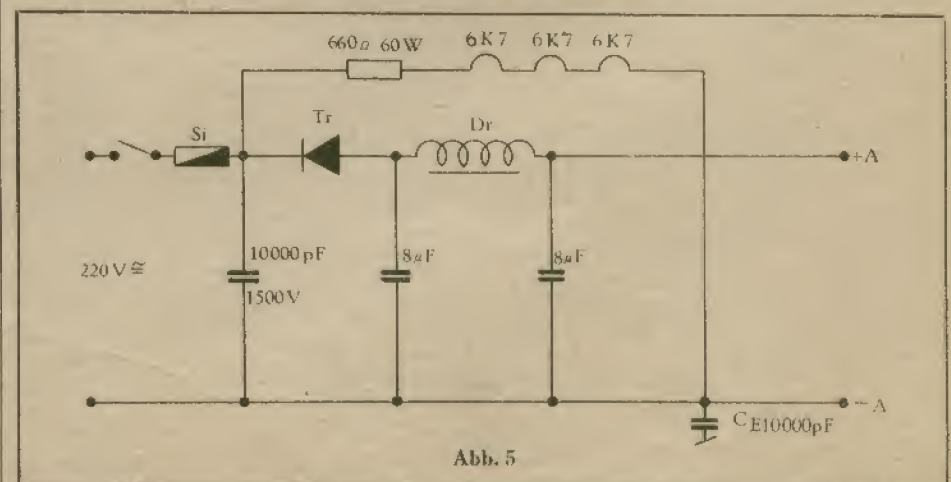 660Ω 60W
6K7 6K7 6K7
Si
Tr
Dr
+A
220V≅
10000pF
1500V
8µF
8µF
−A
CE10000pF
Abb. 5